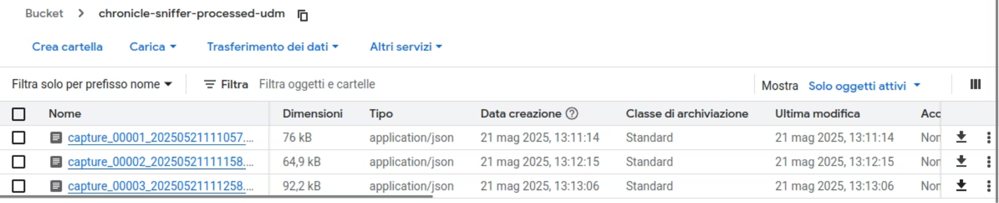 Bucket > chronicle-sniffer-processed-udm
Crea cartella Carica Trasferimento dei dati Altri servizi
Filtra solo per prefisso nome Filtra Filtra oggetti e cartelle Mostra Solo oggetti attivi
Nome Dimensioni Tipo Data creazione Classe di archiviazione Ultima modifica Acc
capture_00001_20250521111057.... 76 kB application/json 21 mag 2025, 13:11:14 Standard 21 mag 2025, 13:11:14 Non
capture_00002_20250521111158.... 64,9 kB application/json 21 mag 2025, 13:12:15 Standard 21 mag 2025, 13:12:15 Non
capture_00003_20250521111258.... 92,2 kB application/json 21 mag 2025, 13:13:06 Standard 21 mag 2025, 13:13:06 Non